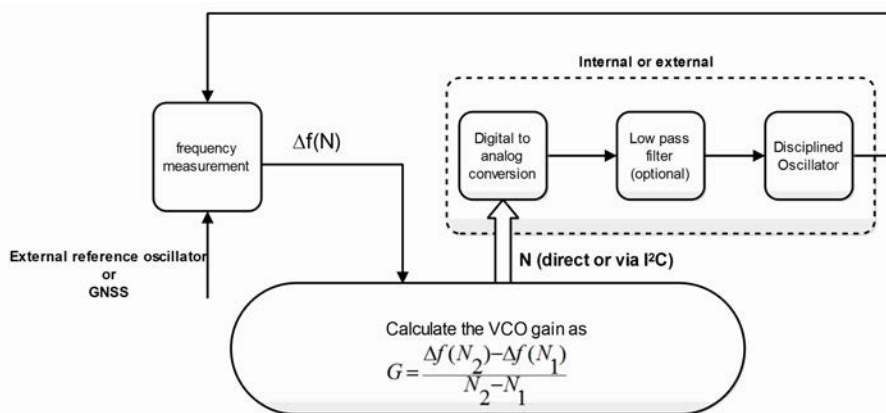 Internal or external
frequency
measurement
Δf(N)
Digital to
analog
conversion
Low pass
filter
(optional)
Disciplined
Oscillator
External reference oscillator
or
GNSS
N (direct or via I²C)
Calculate the VCO gain as
G = (Δf(N₂)−Δf(N₁)) / (N₂−N₁)